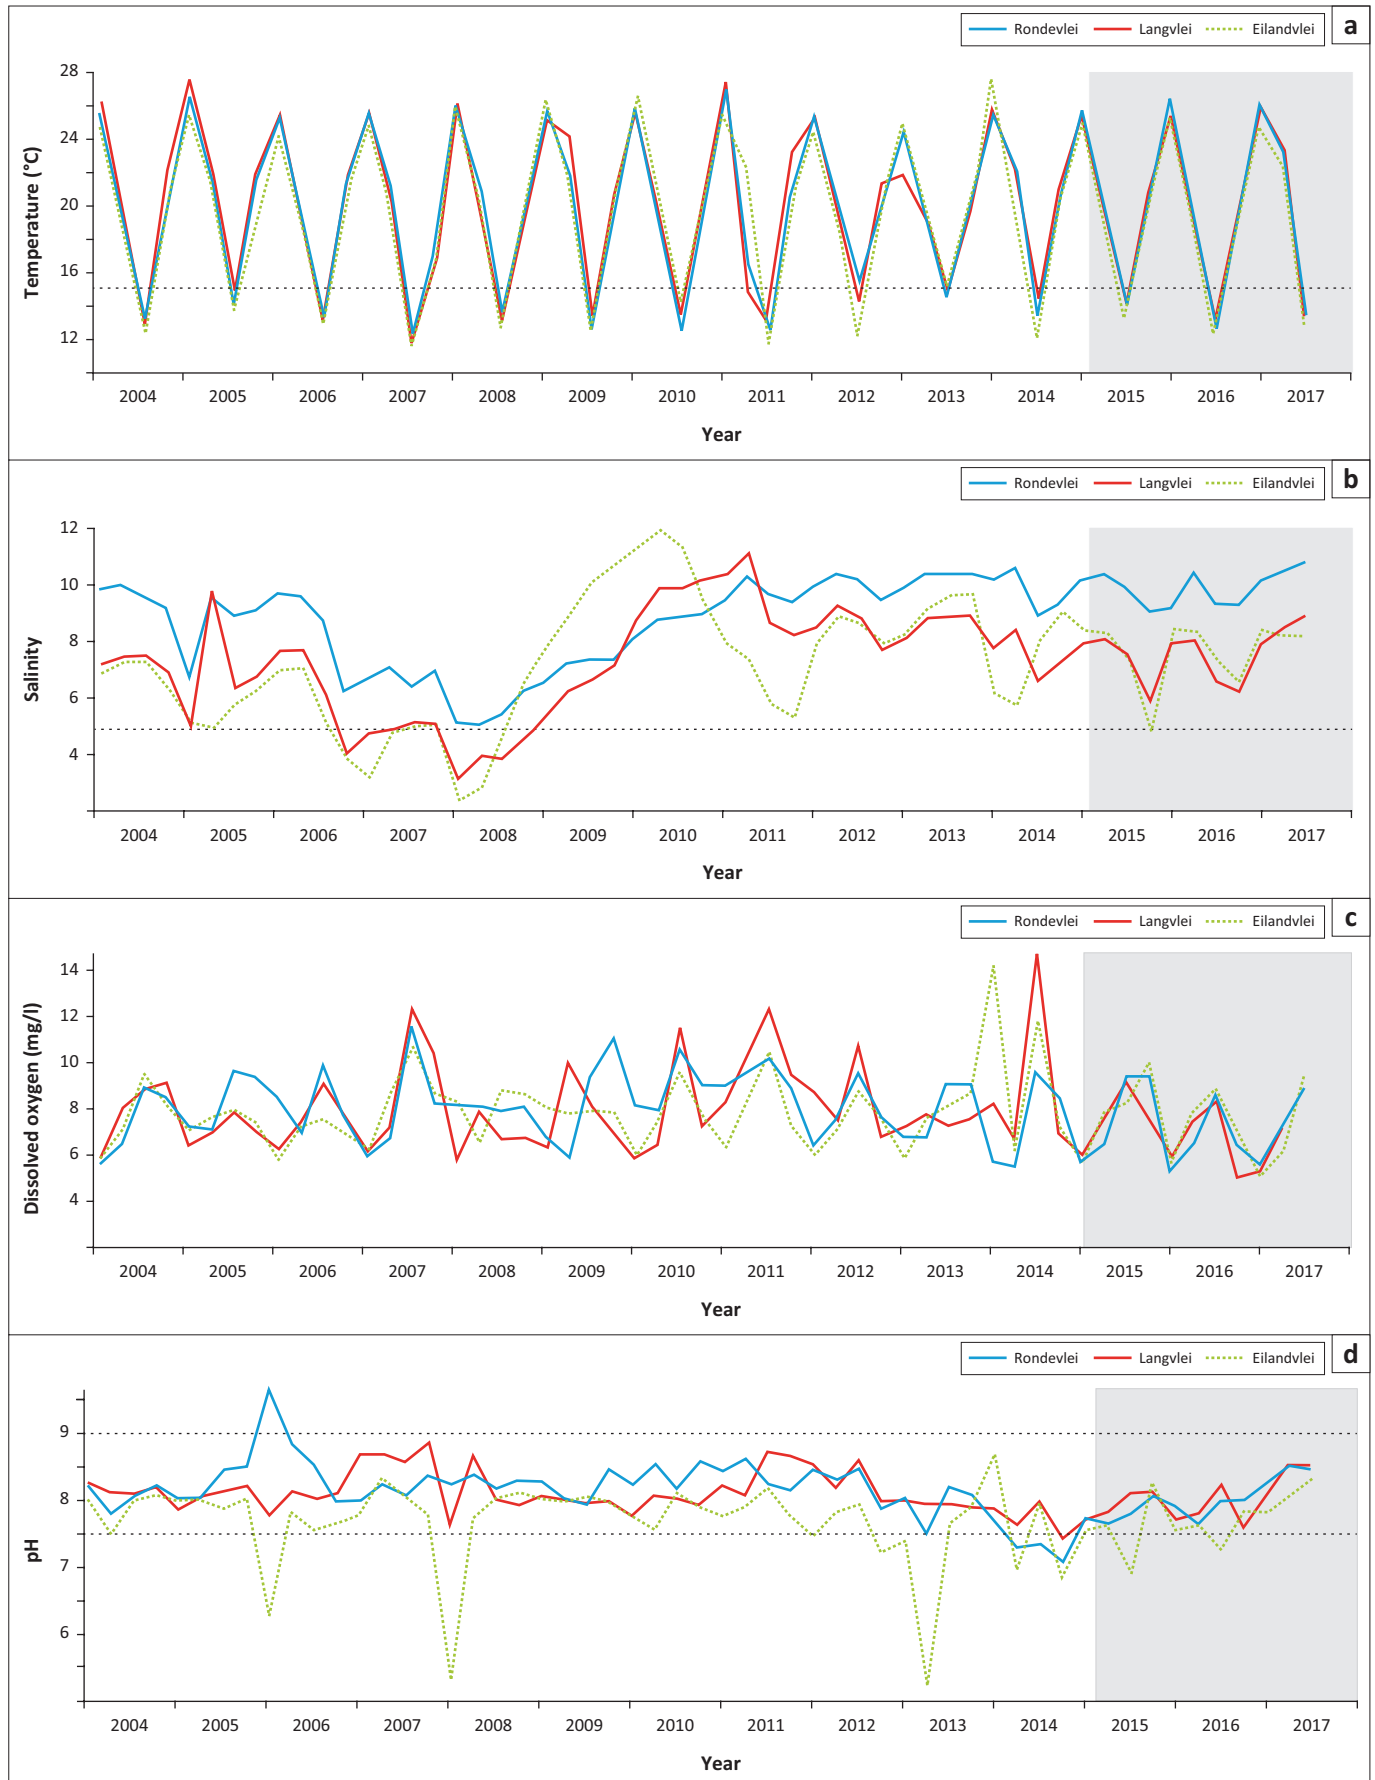 Rondevlei Langvlei Eilandvlei a
28
24
20
16
12
Temperature (°C)
2004 2005 2006 2007 2008 2009 2010 2011 2012 2013 2014 2015 2016 2017
Year
Rondevlei Langvlei Eilandvlei b
12
10
8
6
4
Salinity
2004 2005 2006 2007 2008 2009 2010 2011 2012 2013 2014 2015 2016 2017
Year
Rondevlei Langvlei Eilandvlei c
14
12
10
8
6
4
Dissolved oxygen (mg/l)
2004 2005 2006 2007 2008 2009 2010 2011 2012 2013 2014 2015 2016 2017
Year
Rondevlei Langvlei Eilandvlei d
9
8
7
6
pH
2004 2005 2006 2007 2008 2009 2010 2011 2012 2013 2014 2015 2016 2017
Year